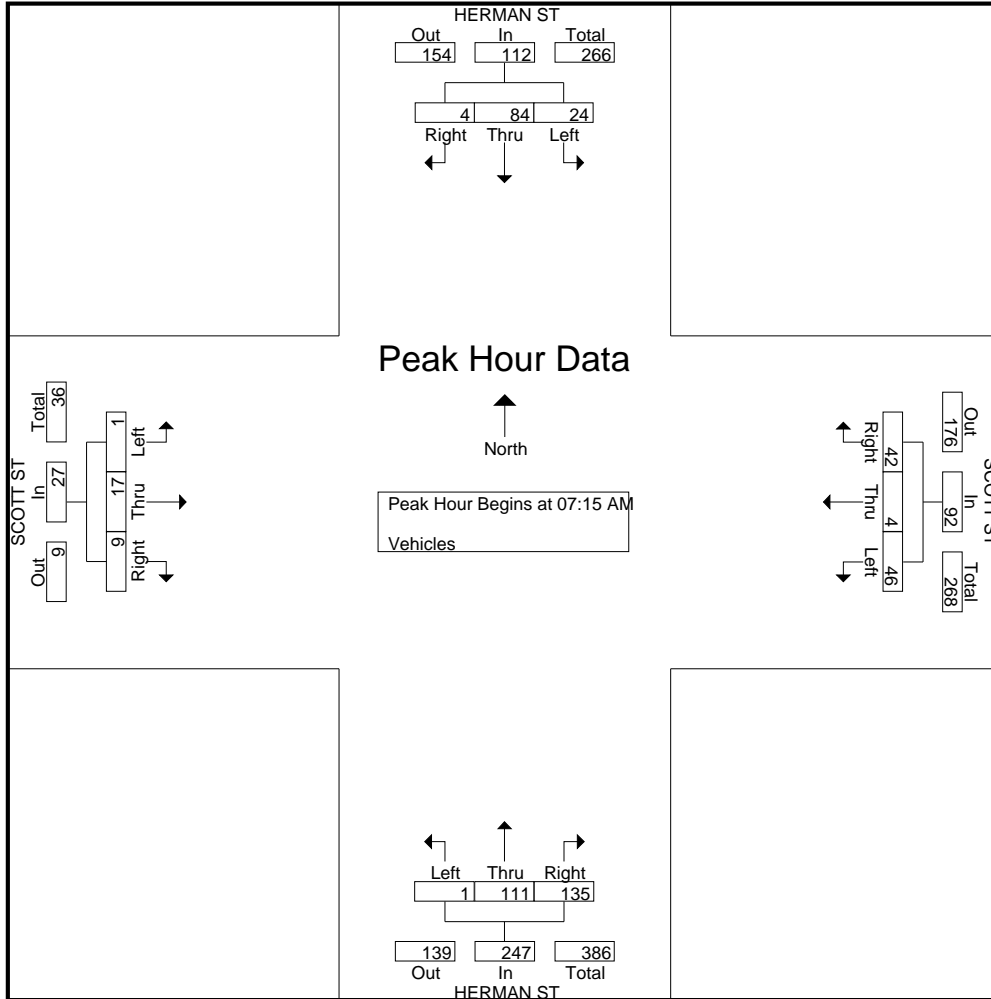 HERMAN ST
Out In Total
154 112 266
4 84 24
Right Thru Left
Peak Hour Data
North
Peak Hour Begins at 07:15 AM
Vehicles
SCOTT ST
Total In Out
36 27 9
1 17 9
Left Thru Right
SCOTT ST
Out In Total
176 92 268
42 4 46
Right Thru Left
Left Thru Right
1 111 135
139 247 386
Out In Total
HERMAN ST